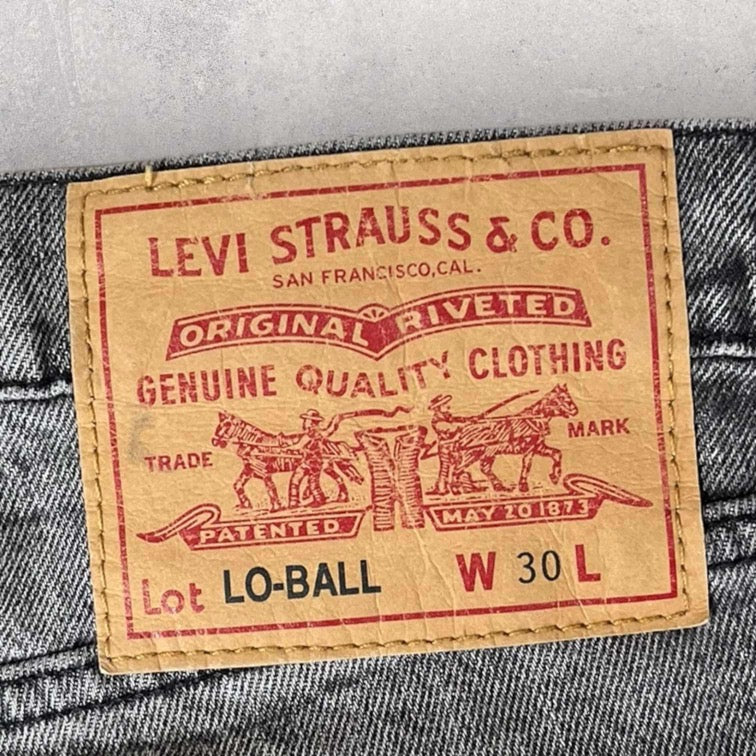 LEVI STRAUSS & CO.
SAN FRANCISCO, CAL.
ORIGINAL RIVETED
GENUINE QUALITY CLOTHING
TRADE MARK
PATENTED MAY 20 1873
Lot LO-BALL W 30 L